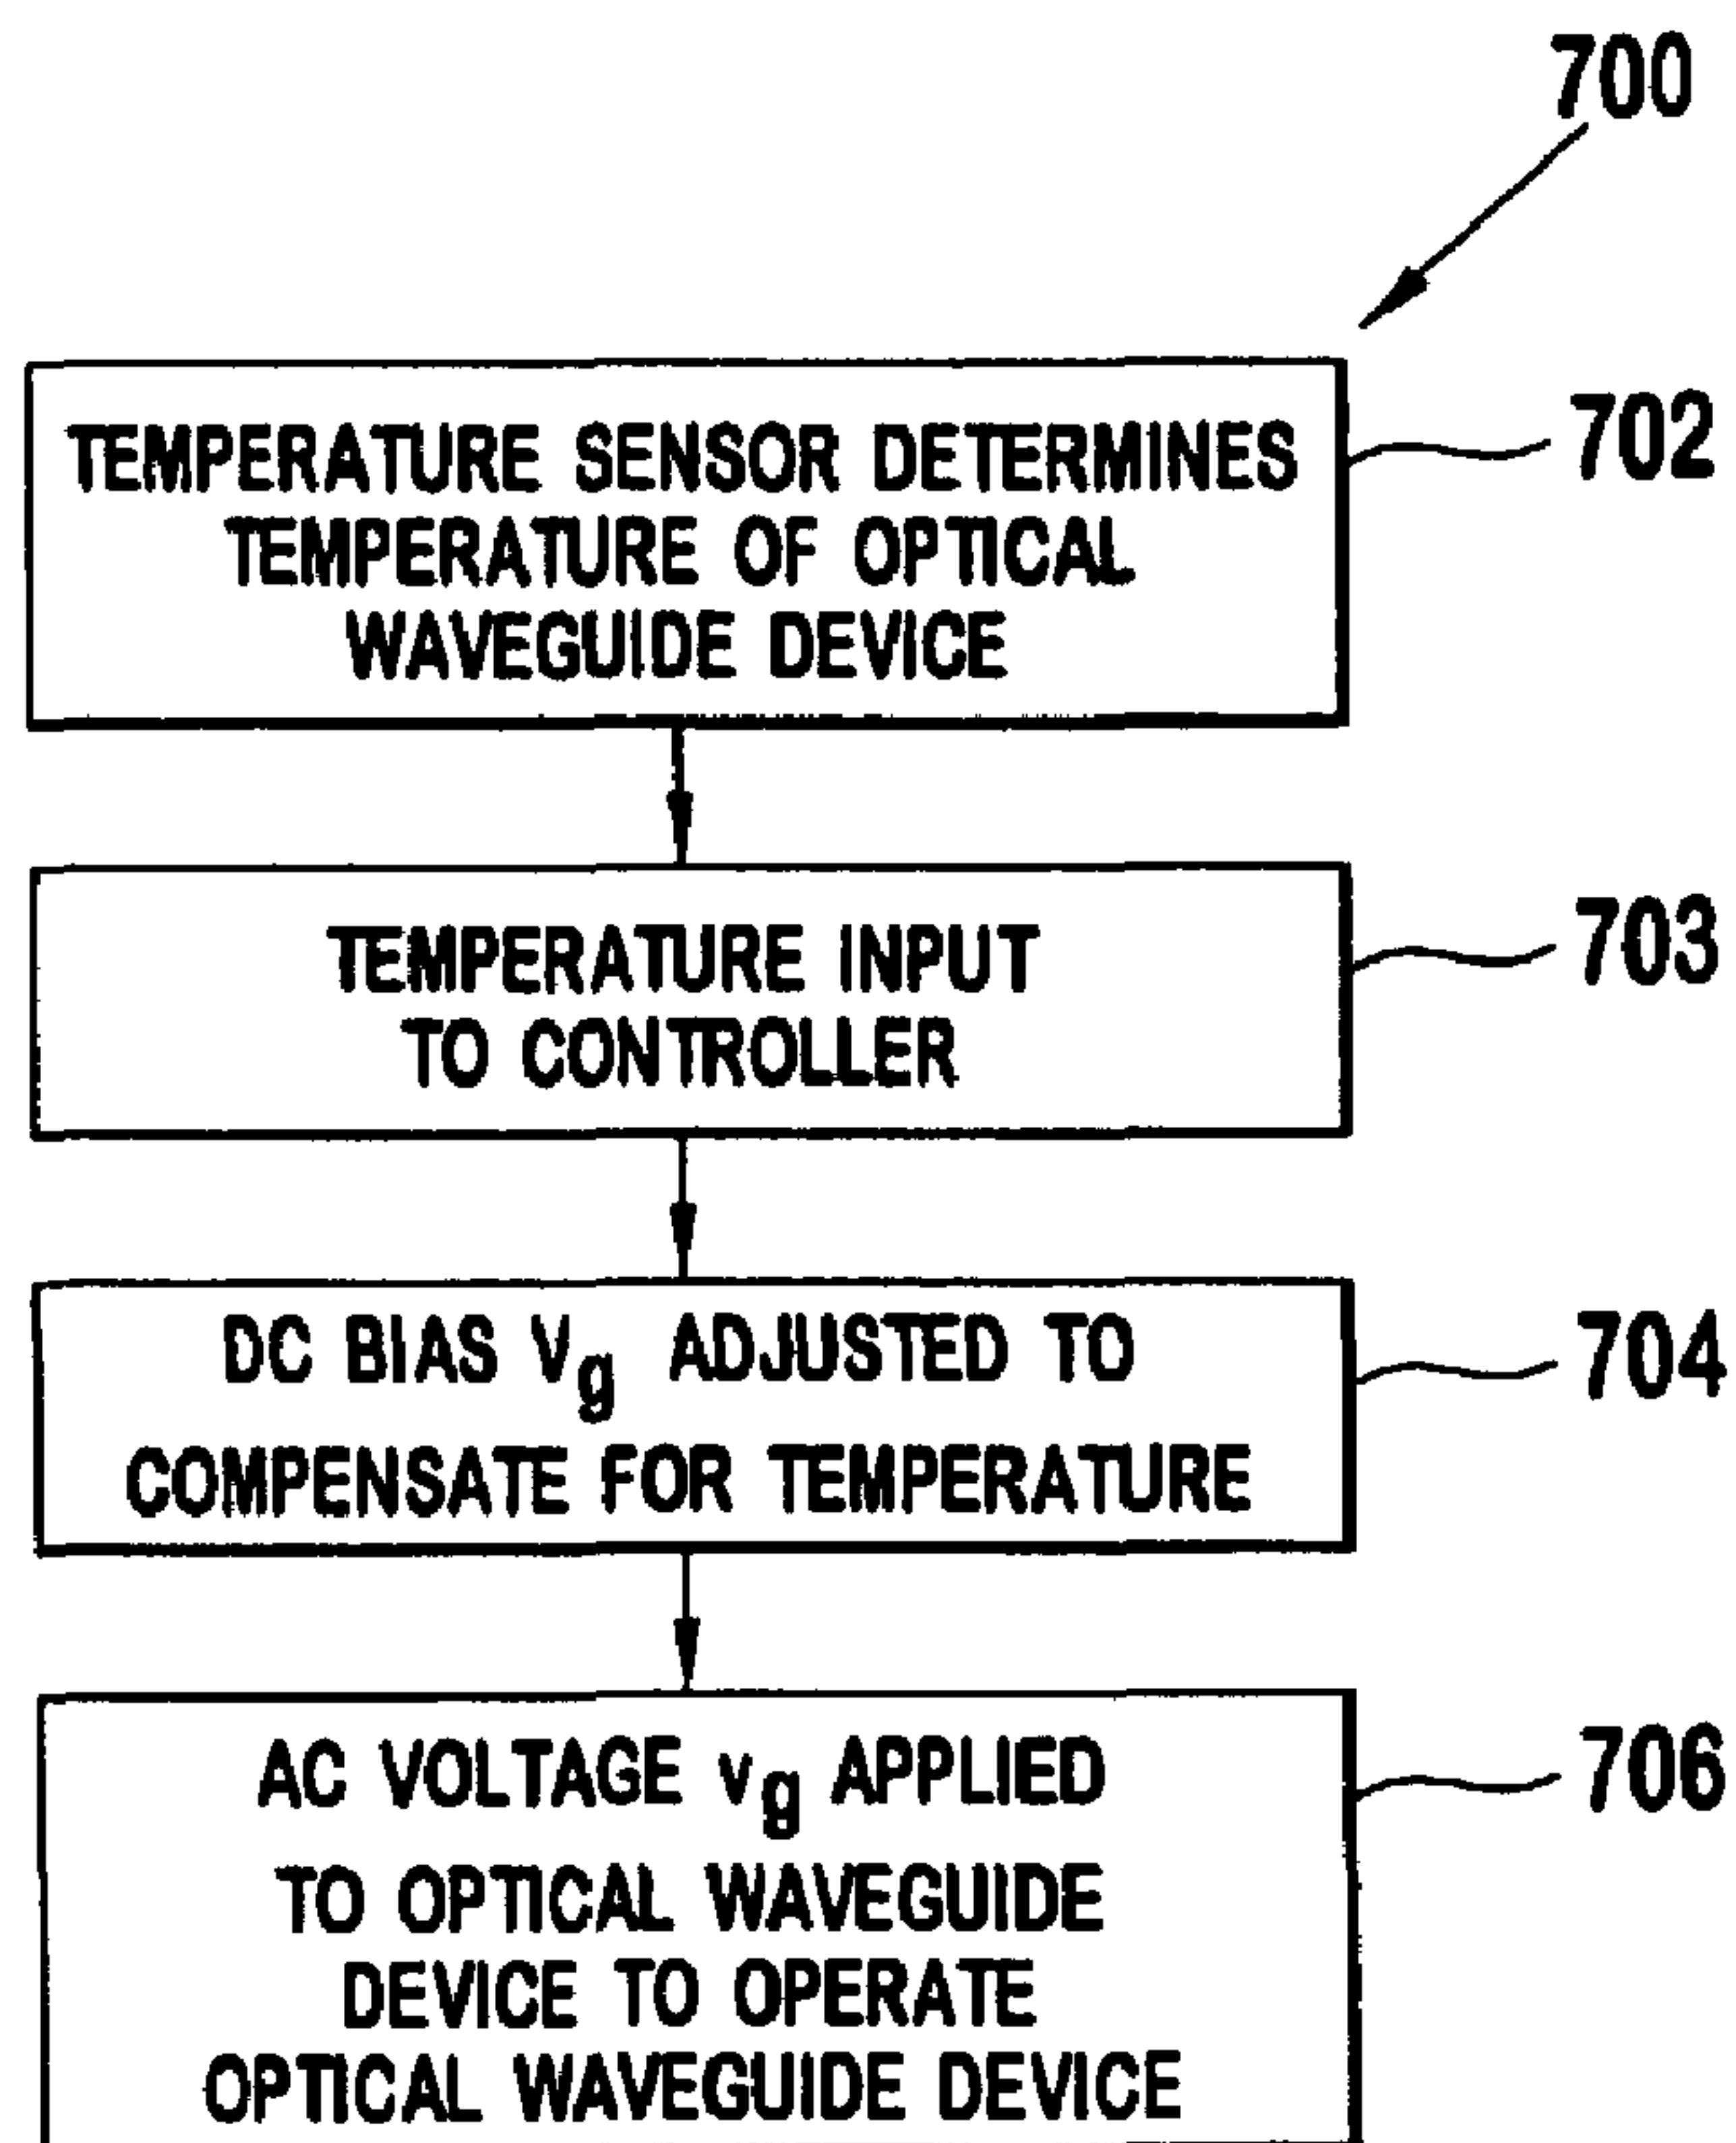 700
TEMPERATURE SENSOR DETERMINES
TEMPERATURE OF OPTICAL
WAVEGUIDE DEVICE
702
TEMPERATURE INPUT
TO CONTROLLER
703
DC BIAS Vg ADJUSTED TO
COMPENSATE FOR TEMPERATURE
704
AC VOLTAGE vg APPLIED
TO OPTICAL WAVEGUIDE
DEVICE TO OPERATE
OPTICAL WAVEGUIDE DEVICE
706